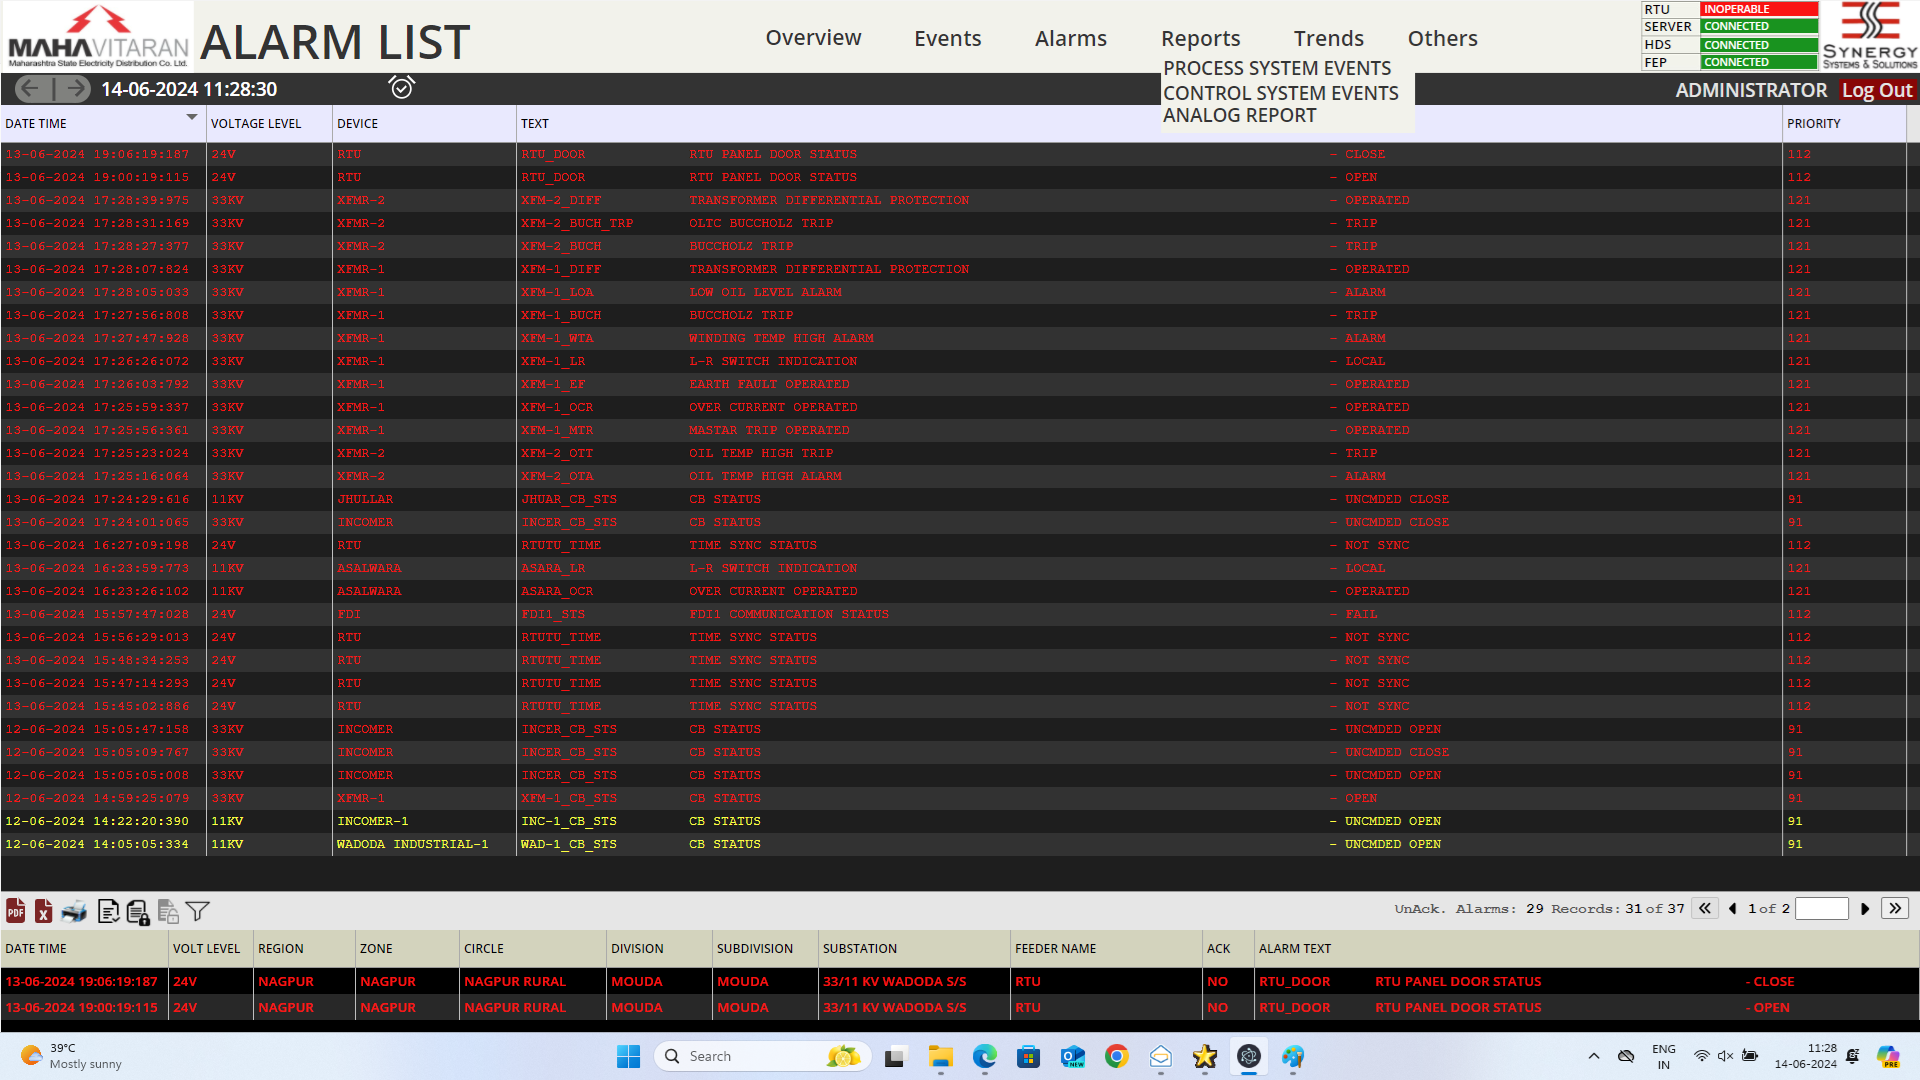 MAHAVITARAN
Maharashtra State Electricity Distribution Co. Ltd.
ALARM LIST
Overview Events Alarms Reports Trends Others
PROCESS SYSTEM EVENTS
CONTROL SYSTEM EVENTS
ANALOG REPORT
RTU INOPERABLE
SERVER CONNECTED
HDS CONNECTED
FEP CONNECTED
SYNERGY
SYSTEMS & SOLUTIONS
14-06-2024 11:28:30
ADMINISTRATOR Log Out
DATE TIME VOLTAGE LEVEL DEVICE TEXT PRIORITY
13-06-2024 19:06:19:187 24V RTU RTU_DOOR RTU PANEL DOOR STATUS - CLOSE 112
13-06-2024 19:00:19:115 24V RTU RTU_DOOR RTU PANEL DOOR STATUS - OPEN 112
13-06-2024 17:28:39:975 33KV XFMR-2 XFM-2_DIFF TRANSFORMER DIFFERENTIAL PROTECTION - OPERATED 121
13-06-2024 17:28:31:169 33KV XFMR-2 XFM-2_BUCH_TRP OLTC BUCCHOLZ TRIP - TRIP 121
13-06-2024 17:28:27:377 33KV XFMR-2 XFM-2_BUCH BUCCHOLZ TRIP - TRIP 121
13-06-2024 17:28:07:824 33KV XFMR-1 XFM-1_DIFF TRANSFORMER DIFFERENTIAL PROTECTION - OPERATED 121
13-06-2024 17:28:05:033 33KV XFMR-1 XFM-1_LOA LOW OIL LEVEL ALARM - ALARM 121
13-06-2024 17:27:56:808 33KV XFMR-1 XFM-1_BUCH BUCCHOLZ TRIP - TRIP 121
13-06-2024 17:27:47:928 33KV XFMR-1 XFM-1_WTA WINDING TEMP HIGH ALARM - ALARM 121
13-06-2024 17:26:26:072 33KV XFMR-1 XFM-1_LR L-R SWITCH INDICATION - LOCAL 121
13-06-2024 17:26:03:792 33KV XFMR-1 XFM-1_EF EARTH FAULT OPERATED - OPERATED 121
13-06-2024 17:25:59:337 33KV XFMR-1 XFM-1_OCR OVER CURRENT OPERATED - OPERATED 121
13-06-2024 17:25:56:361 33KV XFMR-1 XFM-1_MTR MASTAR TRIP OPERATED - OPERATED 121
13-06-2024 17:25:23:024 33KV XFMR-2 XFM-2_OTT OIL TEMP HIGH TRIP - TRIP 121
13-06-2024 17:25:16:064 33KV XFMR-2 XFM-2_OTA OIL TEMP HIGH ALARM - ALARM 121
13-06-2024 17:24:29:616 11KV JHULLAR JHUAR_CB_STS CB STATUS - UNCMDED CLOSE 91
13-06-2024 17:24:01:065 33KV INCOMER INCER_CB_STS CB STATUS - UNCMDED CLOSE 91
13-06-2024 16:27:09:198 24V RTU RTUTU_TIME TIME SYNC STATUS - NOT SYNC 112
13-06-2024 16:23:59:773 11KV ASALWARA ASARA_LR L-R SWITCH INDICATION - LOCAL 121
13-06-2024 16:23:26:102 11KV ASALWARA ASARA_OCR OVER CURRENT OPERATED - OPERATED 121
13-06-2024 15:57:47:028 24V FDI FDI1_STS FDI1 COMMUNICATION STATUS - FAIL 112
13-06-2024 15:56:29:013 24V RTU RTUTU_TIME TIME SYNC STATUS - NOT SYNC 112
13-06-2024 15:48:34:253 24V RTU RTUTU_TIME TIME SYNC STATUS - NOT SYNC 112
13-06-2024 15:47:14:293 24V RTU RTUTU_TIME TIME SYNC STATUS - NOT SYNC 112
13-06-2024 15:45:02:886 24V RTU RTUTU_TIME TIME SYNC STATUS - NOT SYNC 112
12-06-2024 15:05:47:158 33KV INCOMER INCER_CB_STS CB STATUS - UNCMDED OPEN 91
12-06-2024 15:05:09:767 33KV INCOMER INCER_CB_STS CB STATUS - UNCMDED CLOSE 91
12-06-2024 15:05:05:008 33KV INCOMER INCER_CB_STS CB STATUS - UNCMDED OPEN 91
12-06-2024 14:59:25:079 33KV XFMR-1 XFM-1_CB_STS CB STATUS - OPEN 91
12-06-2024 14:22:20:390 11KV INCOMER-1 INC-1_CB_STS CB STATUS - UNCMDED OPEN 91
12-06-2024 14:05:05:334 11KV WADODA INDUSTRIAL-1 WAD-1_CB_STS CB STATUS - UNCMDED OPEN 91
UnAck. Alarms: 29 Records: 31 of 37 1 of 2
DATE TIME VOLT LEVEL REGION ZONE CIRCLE DIVISION SUBDIVISION SUBSTATION FEEDER NAME ACK ALARM TEXT
13-06-2024 19:06:19:187 24V NAGPUR NAGPUR NAGPUR RURAL MOUDA MOUDA 33/11 KV WADODA S/S RTU NO RTU_DOOR RTU PANEL DOOR STATUS - CLOSE
13-06-2024 19:00:19:115 24V NAGPUR NAGPUR NAGPUR RURAL MOUDA MOUDA 33/11 KV WADODA S/S RTU NO RTU_DOOR RTU PANEL DOOR STATUS - OPEN
39°C
Mostly sunny
Search
ENG
IN
11:28
14-06-2024